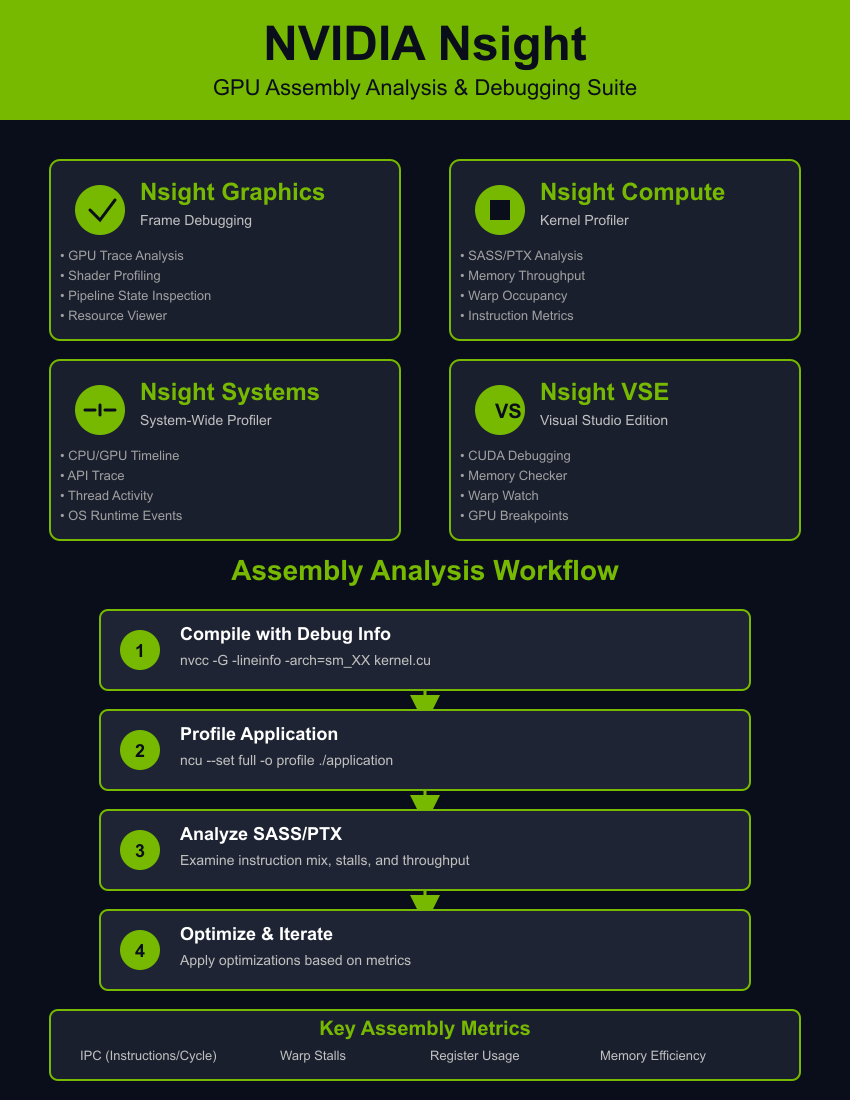 NVIDIA Nsight
GPU Assembly Analysis & Debugging Suite
Nsight Graphics
Frame Debugging
• GPU Trace Analysis
• Shader Profiling
• Pipeline State Inspection
• Resource Viewer
Nsight Compute
Kernel Profiler
• SASS/PTX Analysis
• Memory Throughput
• Warp Occupancy
• Instruction Metrics
Nsight Systems
System-Wide Profiler
• CPU/GPU Timeline
• API Trace
• Thread Activity
• OS Runtime Events
VS
Nsight VSE
Visual Studio Edition
• CUDA Debugging
• Memory Checker
• Warp Watch
• GPU Breakpoints
Assembly Analysis Workflow
1
Compile with Debug Info
nvcc -G -lineinfo -arch=sm_XX kernel.cu
2
Profile Application
ncu --set full -o profile ./application
3
Analyze SASS/PTX
Examine instruction mix, stalls, and throughput
4
Optimize & Iterate
Apply optimizations based on metrics
Key Assembly Metrics
IPC (Instructions/Cycle) Warp Stalls Register Usage Memory Efficiency